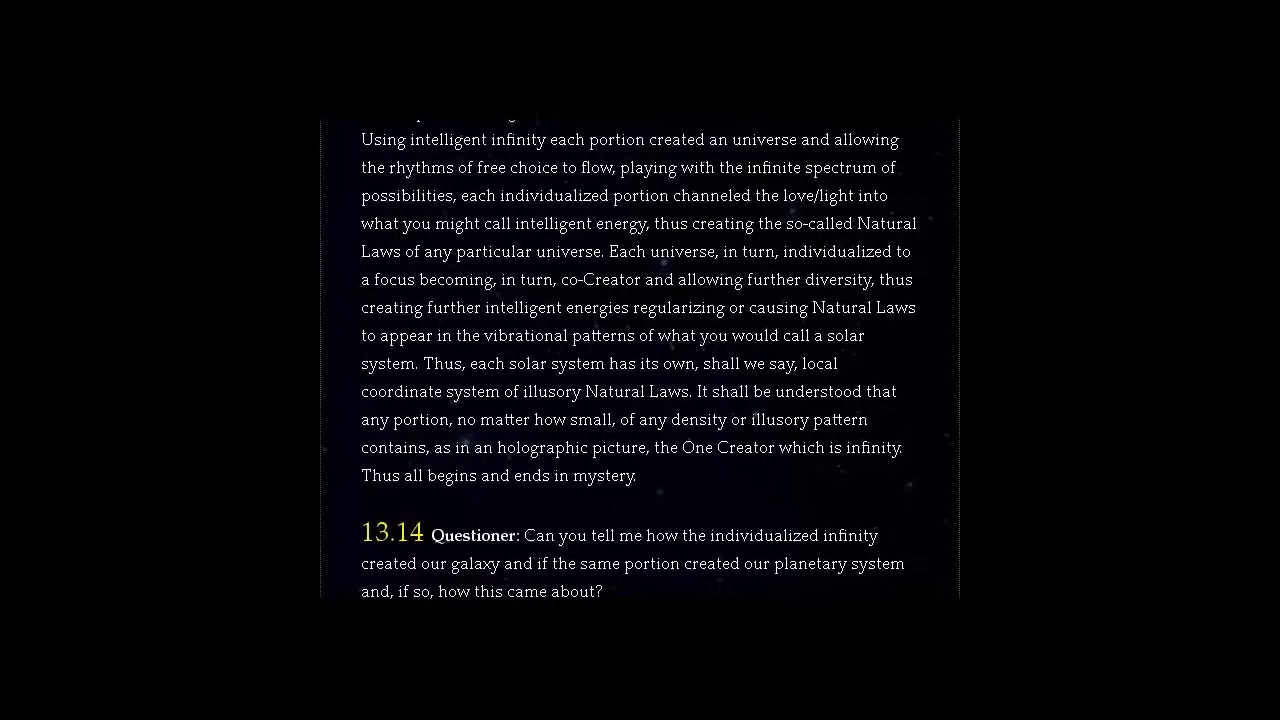 Using intelligent infinity each portion created an universe and allowing
the rhythms of free choice to flow, playing with the infinite spectrum of
possibilities, each individualized portion channeled the love/light into
what you might call intelligent energy, thus creating the so-called Natural
Laws of any particular universe. Each universe, in turn, individualized to
a focus becoming, in turn, co-Creator and allowing further diversity, thus
creating further intelligent energies regularizing or causing Natural Laws
to appear in the vibrational patterns of what you would call a solar
system. Thus, each solar system has its own, shall we say, local
coordinate system of illusory Natural Laws. It shall be understood that
any portion, no matter how small, of any density or illusory pattern
contains, as in an holographic picture, the One Creator which is infinity.
Thus all begins and ends in mystery.
13.14 Questioner: Can you tell me how the individualized infinity
created our galaxy and if the same portion created our planetary system
and, if so, how this came about?